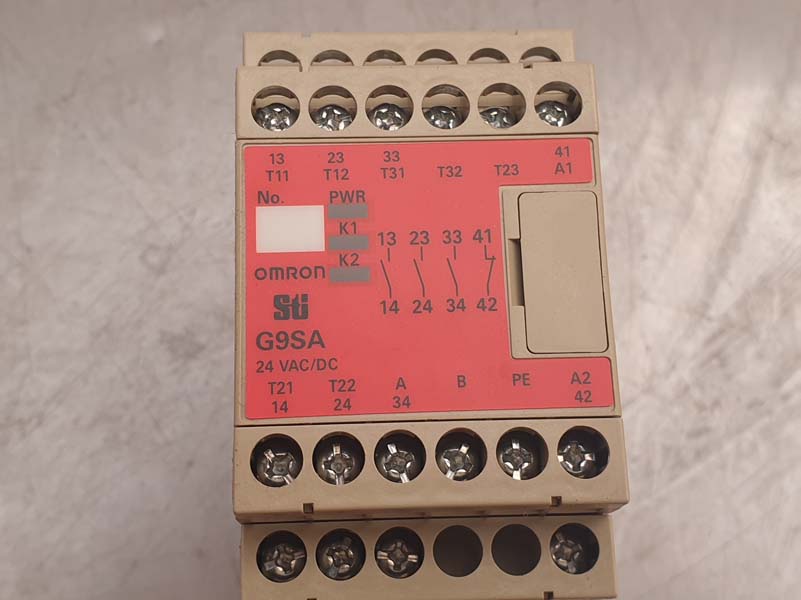 13 23 33 41
T11 T12 T31 T32 T23 A1
No. PWR
K1
K2
OMRON
13 23 33 41
14 24 34 42
Sti
G9SA
24 VAC/DC
T21 T22 A B PE A2
14 24 34 42